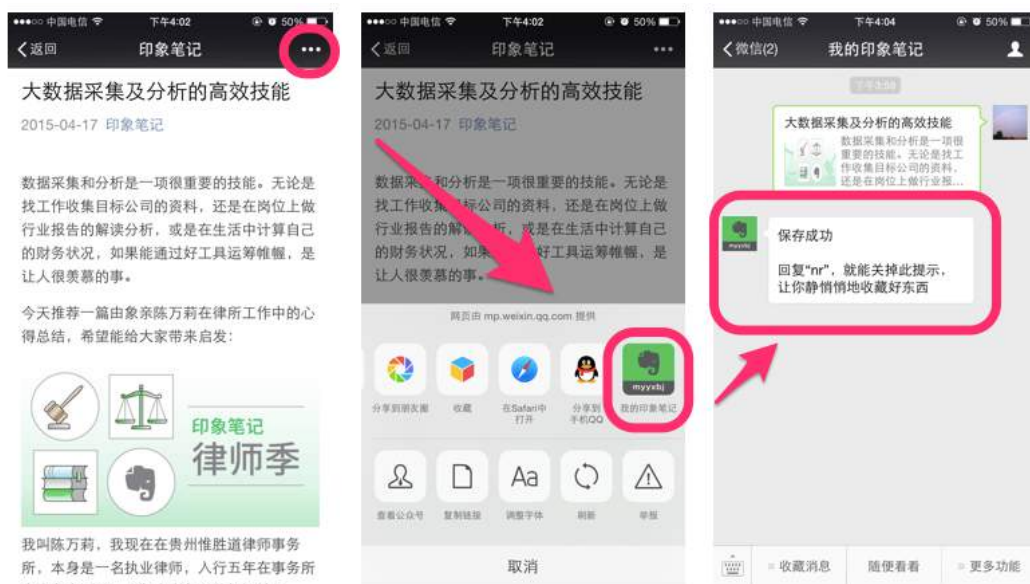 中国电信 下午4:02 50%
返回 印象笔记
大数据采集及分析的高效技能
2015-04-17 印象笔记
数据采集和分析是一项很重要的技能。无论是
找工作收集目标公司的资料，还是在岗位上做
行业报告的解读分析，或是在生活中计算自己
的财务状况，如果能通过好工具运筹帷幄，是
让人很羡慕的事。
今天推荐一篇由象亲陈万莉在律所工作中的心
得总结，希望能给大家带来启发：
印象笔记
律师季
我叫陈万莉，我现在在贵州惟胜道律师事务
所，本身是一名执业律师，入行五年在事务所
中国电信 下午4:02 50%
返回 印象笔记
大数据采集及分析的高效技能
2015-04-17 印象笔记
数据采集和分析是一项很重要的技能。无论是
找工作收 目标公司的资料，还是在岗位上做
行业报告的解 析，或是在生活中计算自己
的财务状况，如果 好工具运筹帷幄，是
让人很羡慕的事。
网页由 mp.weixin.qq.com 提供
myyxbj
分享到朋友圈 收藏 在Safari中 分享到 我的印象笔记
打开 手机QQ
Aa
查看公众号 复制链接 调整字体 刷新 举报
取消
中国电信 下午4:04 50%
微信(2) 我的印象笔记
下午3:59
大数据采集及分析的高效技能
数据采集和分析是一项很
重要的技能。无论是找工
作收集目标公司的资料，
还是在岗位上做行业报...
myyxbj
保存成功
回复“nr”，就能关掉此提示，
让你静悄悄地收藏好东西
收藏消息 随便看看 更多功能